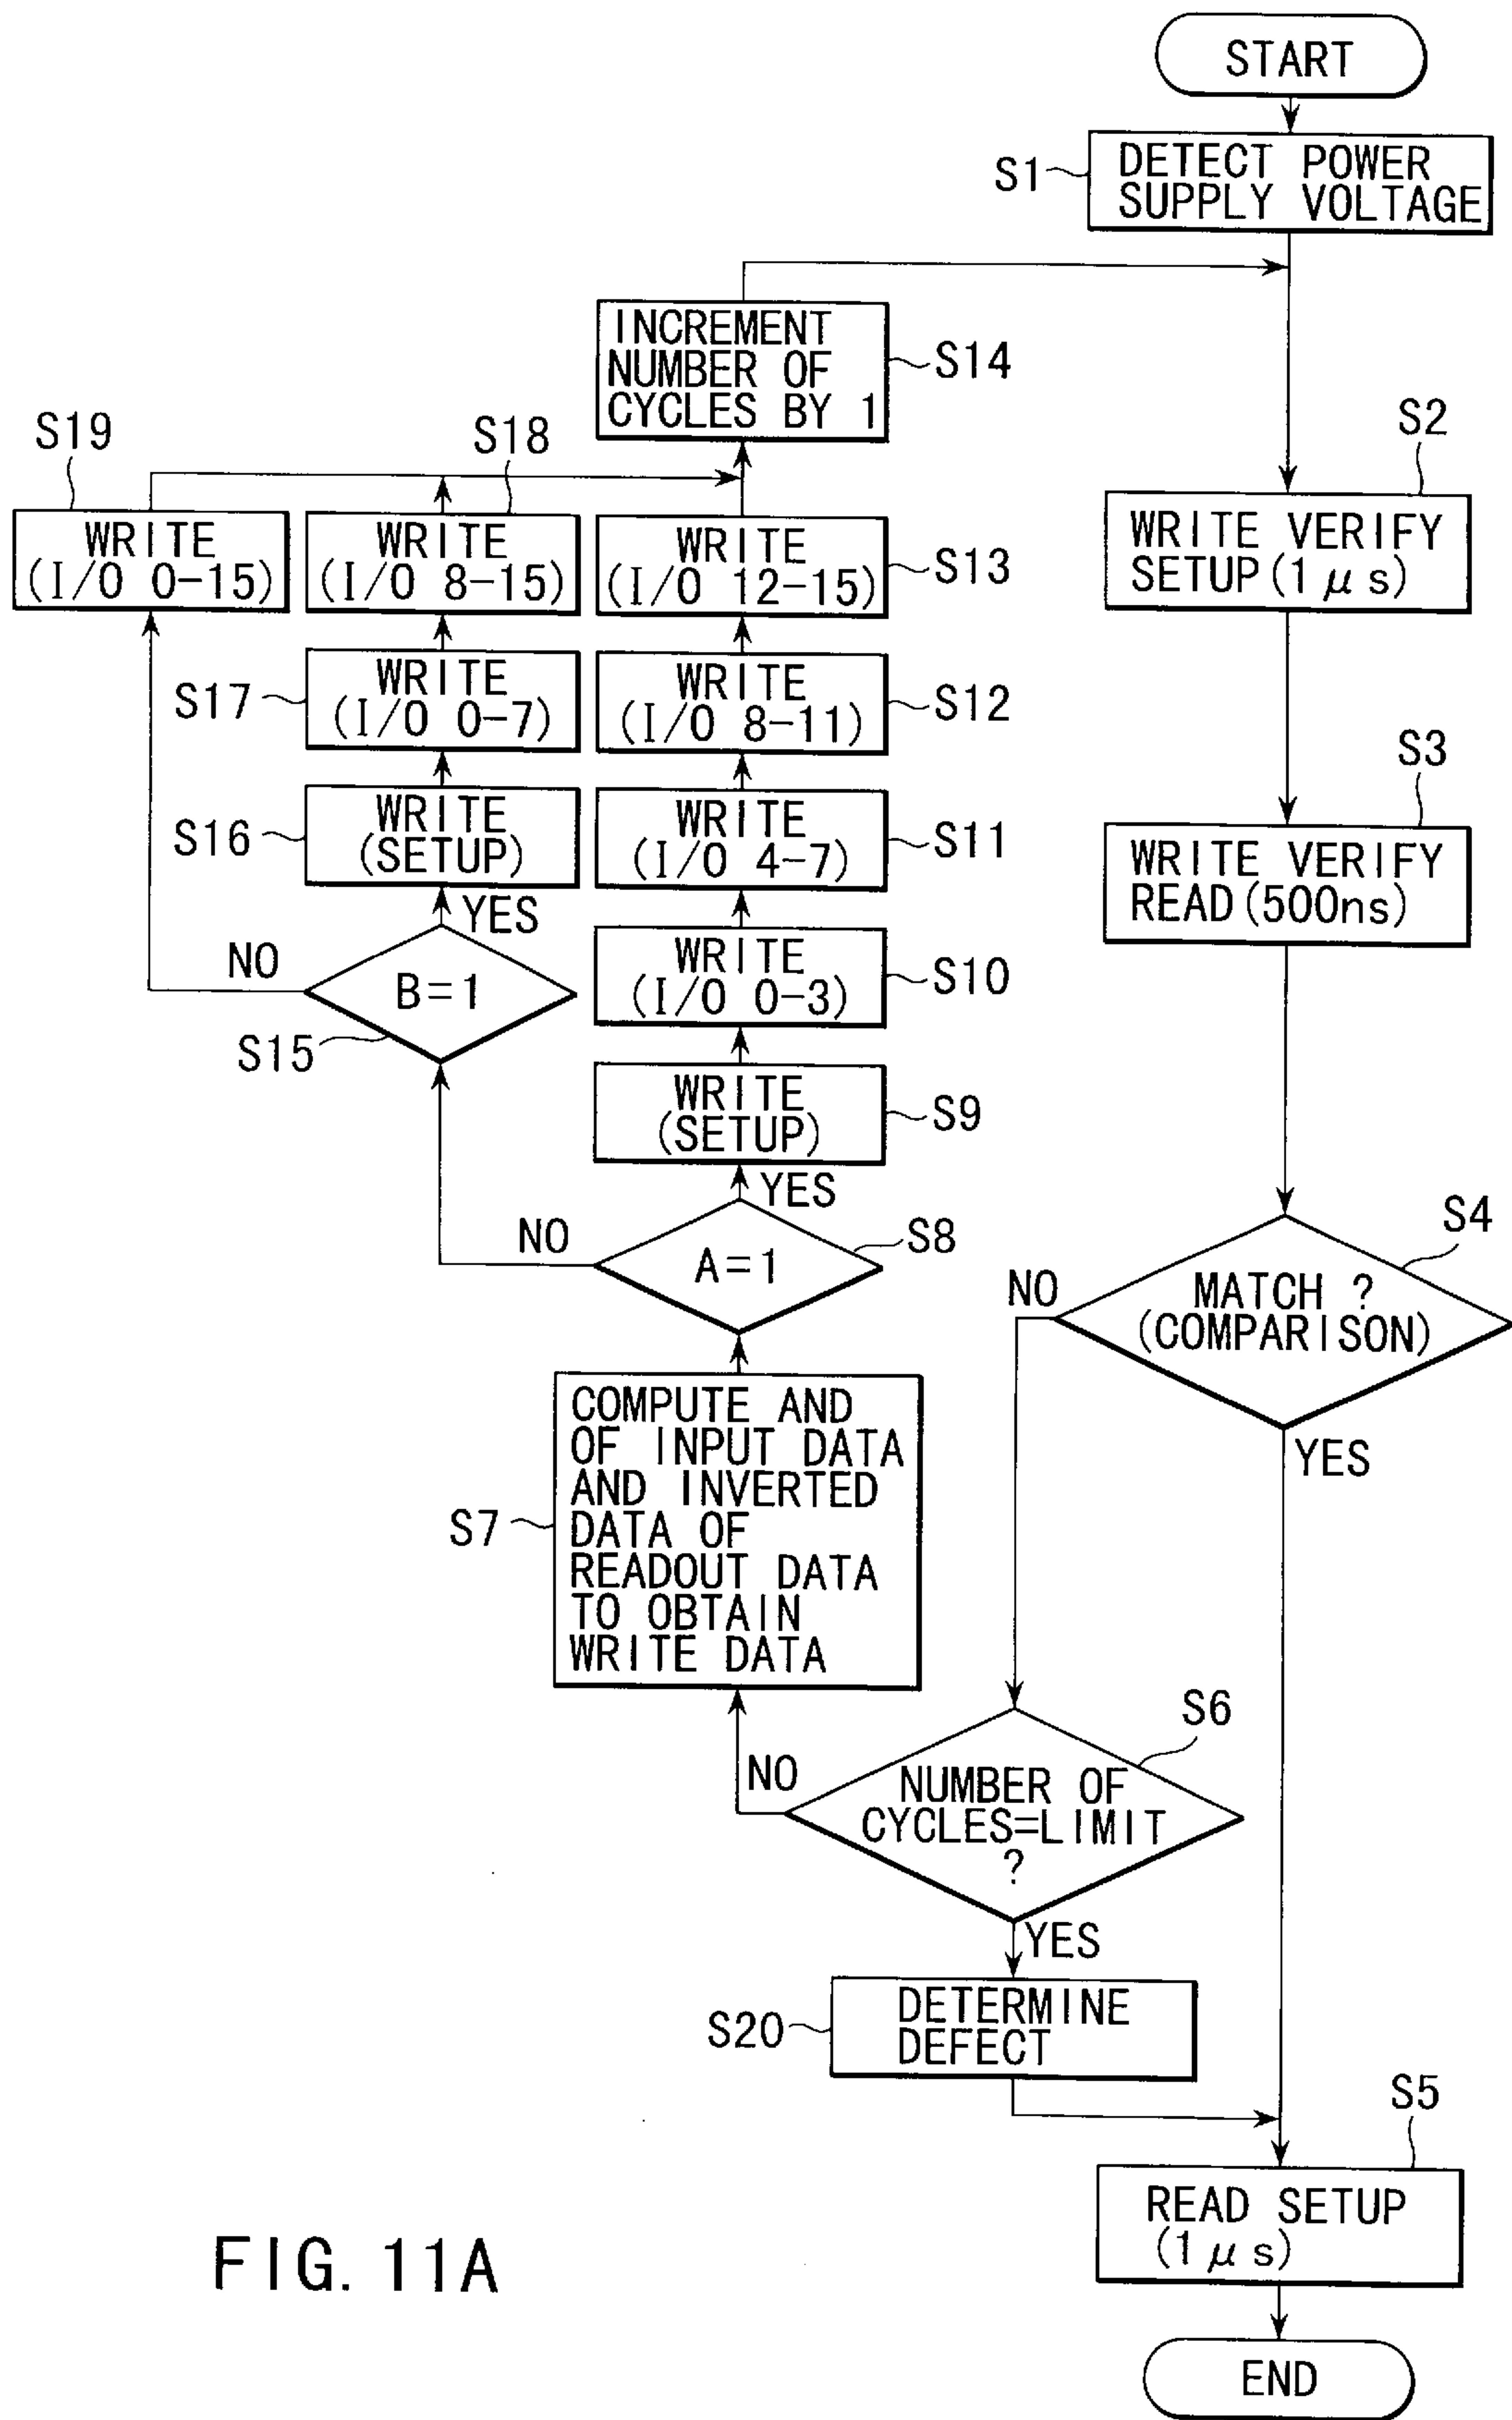 START
S1
DETECT POWER
SUPPLY VOLTAGE
INCREMENT
NUMBER OF
CYCLES BY 1
S14
S19
S18
S2
WRITE
(I/O 0-15)
WRITE
(I/O 8-15)
WRITE
(I/O 12-15)
S13
WRITE VERIFY
SETUP(1μs)
S17
WRITE
(I/O 0-7)
WRITE
(I/O 8-11)
S12
S3
S16
WRITE
(SETUP)
WRITE
(I/O 4-7)
S11
WRITE VERIFY
READ(500ns)
YES
NO
B=1
S15
WRITE
(I/O 0-3)
S10
WRITE
(SETUP)
S9
YES
NO
A=1
S8
S4
NO
MATCH ?
(COMPARISON)
YES
S7
COMPUTE AND
OF INPUT DATA
AND INVERTED
DATA OF
READOUT DATA
TO OBTAIN
WRITE DATA
S6
NO
NUMBER OF
CYCLES=LIMIT
?
YES
S20
DETERMINE
DEFECT
S5
READ SETUP
(1μs)
END
FIG. 11A